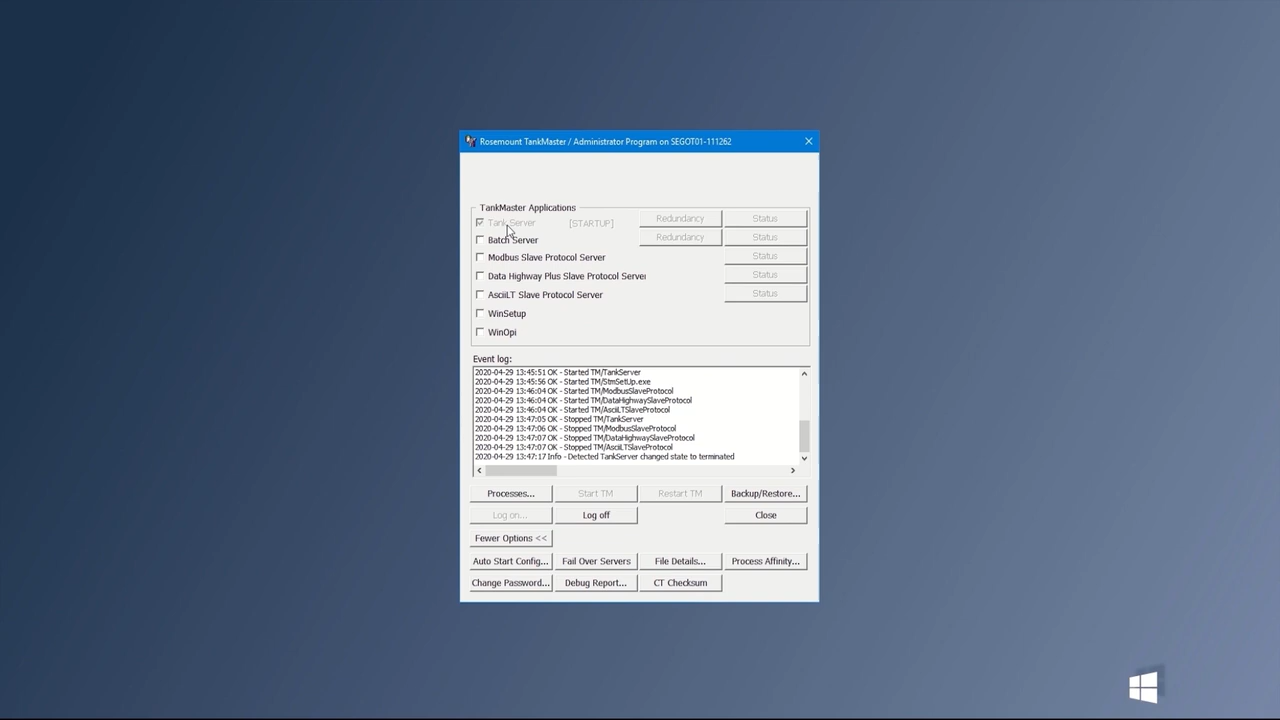 Rosemount TankMaster / Administrator Program on SEGOT01-111262
TankMaster Applications
Tank Server [STARTUP] Redundancy Status
Batch Server Redundancy Status
Modbus Slave Protocol Server Status
Data Highway Plus Slave Protocol Server Status
AsciiLT Slave Protocol Server Status
WinSetup
WinOpi
Event log:
2020-04-29 13:45:51 OK - Started TM/TankServer
2020-04-29 13:45:56 OK - Started TM/StmSetUp.exe
2020-04-29 13:46:04 OK - Started TM/ModbusSlaveProtocol
2020-04-29 13:46:04 OK - Started TM/DataHighwaySlaveProtocol
2020-04-29 13:46:04 OK - Started TM/AsciiLTSlaveProtocol
2020-04-29 13:47:05 OK - Stopped TM/TankServer
2020-04-29 13:47:06 OK - Stopped TM/ModbusSlaveProtocol
2020-04-29 13:47:07 OK - Stopped TM/DataHighwaySlaveProtocol
2020-04-29 13:47:07 OK - Stopped TM/AsciiLTSlaveProtocol
2020-04-29 13:47:17 Info - Detected TankServer changed state to terminated
Processes... Start TM Restart TM Backup/Restore...
Log on... Log off Close
Fewer Options <<
Auto Start Config... Fail Over Servers File Details... Process Affinity...
Change Password... Debug Report... CT Checksum